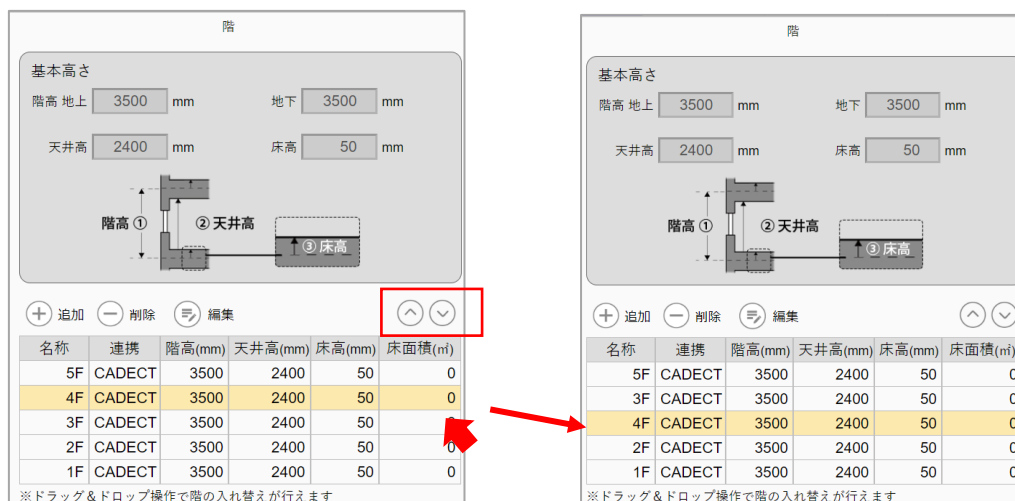 階
基本高さ
階高 地上 3500 mm 地下 3500 mm
天井高 2400 mm 床高 50 mm
階高 ① ② 天井高
③ 床高
追加 削除 編集
名称 連携 階高(mm) 天井高(mm) 床高(mm) 床面積(㎡)
5F CADECT 3500 2400 50 0
4F CADECT 3500 2400 50 0
3F CADECT 3500 2400 50 0
2F CADECT 3500 2400 50 0
1F CADECT 3500 2400 50 0
※ドラッグ&ドロップ操作で階の入れ替えが行えます
階
基本高さ
階高 地上 3500 mm 地下 3500 mm
天井高 2400 mm 床高 50 mm
階高 ① ② 天井高
③ 床高
追加 削除 編集
名称 連携 階高(mm) 天井高(mm) 床高(mm) 床面積(㎡)
5F CADECT 3500 2400 50 0
3F CADECT 3500 2400 50 0
4F CADECT 3500 2400 50 0
2F CADECT 3500 2400 50 0
1F CADECT 3500 2400 50 0
※ドラッグ&ドロップ操作で階の入れ替えが行えます